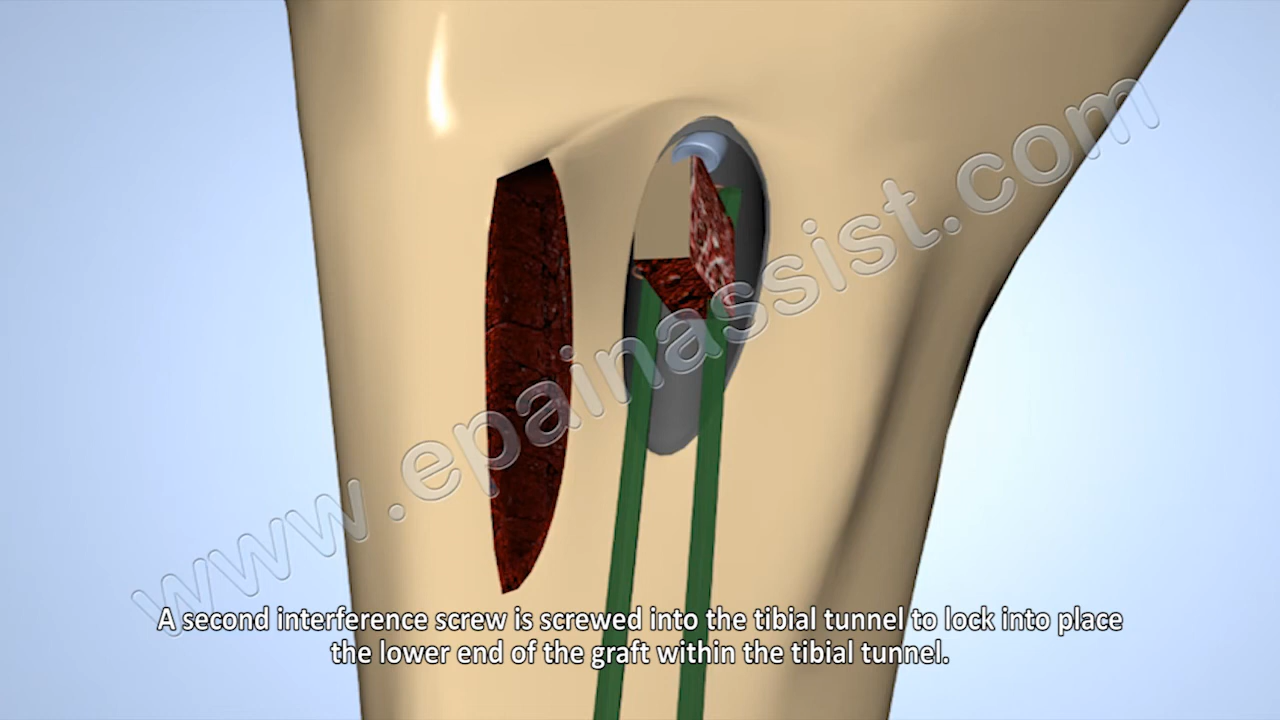 www.epainassist.com
A second interference screw is screwed into the tibial tunnel to lock into place
the lower end of the graft within the tibial tunnel.